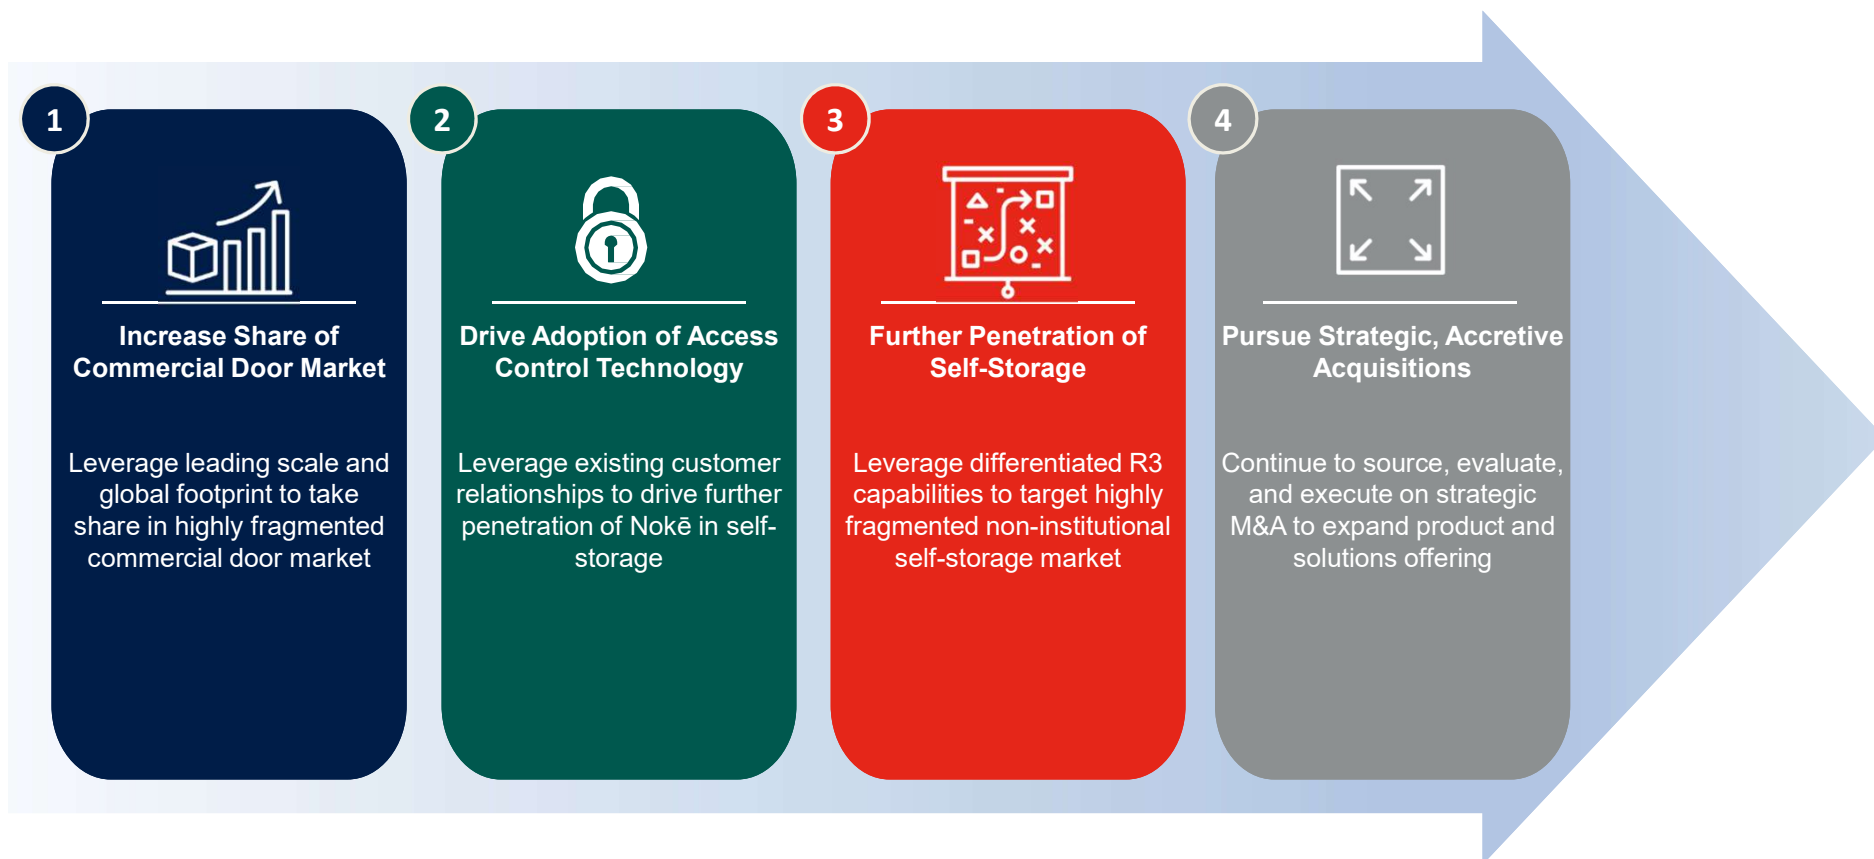 1
Increase Share of
Commercial Door Market
Leverage leading scale and
global footprint to take
share in highly fragmented
commercial door market
2
Drive Adoption of Access
Control Technology
Leverage existing customer
relationships to drive further
penetration of Nokē in self-
storage
3
Further Penetration of
Self-Storage
Leverage differentiated R3
capabilities to target highly
fragmented non-institutional
self-storage market
4
Pursue Strategic, Accretive
Acquisitions
Continue to source, evaluate,
and execute on strategic
M&A to expand product and
solutions offering